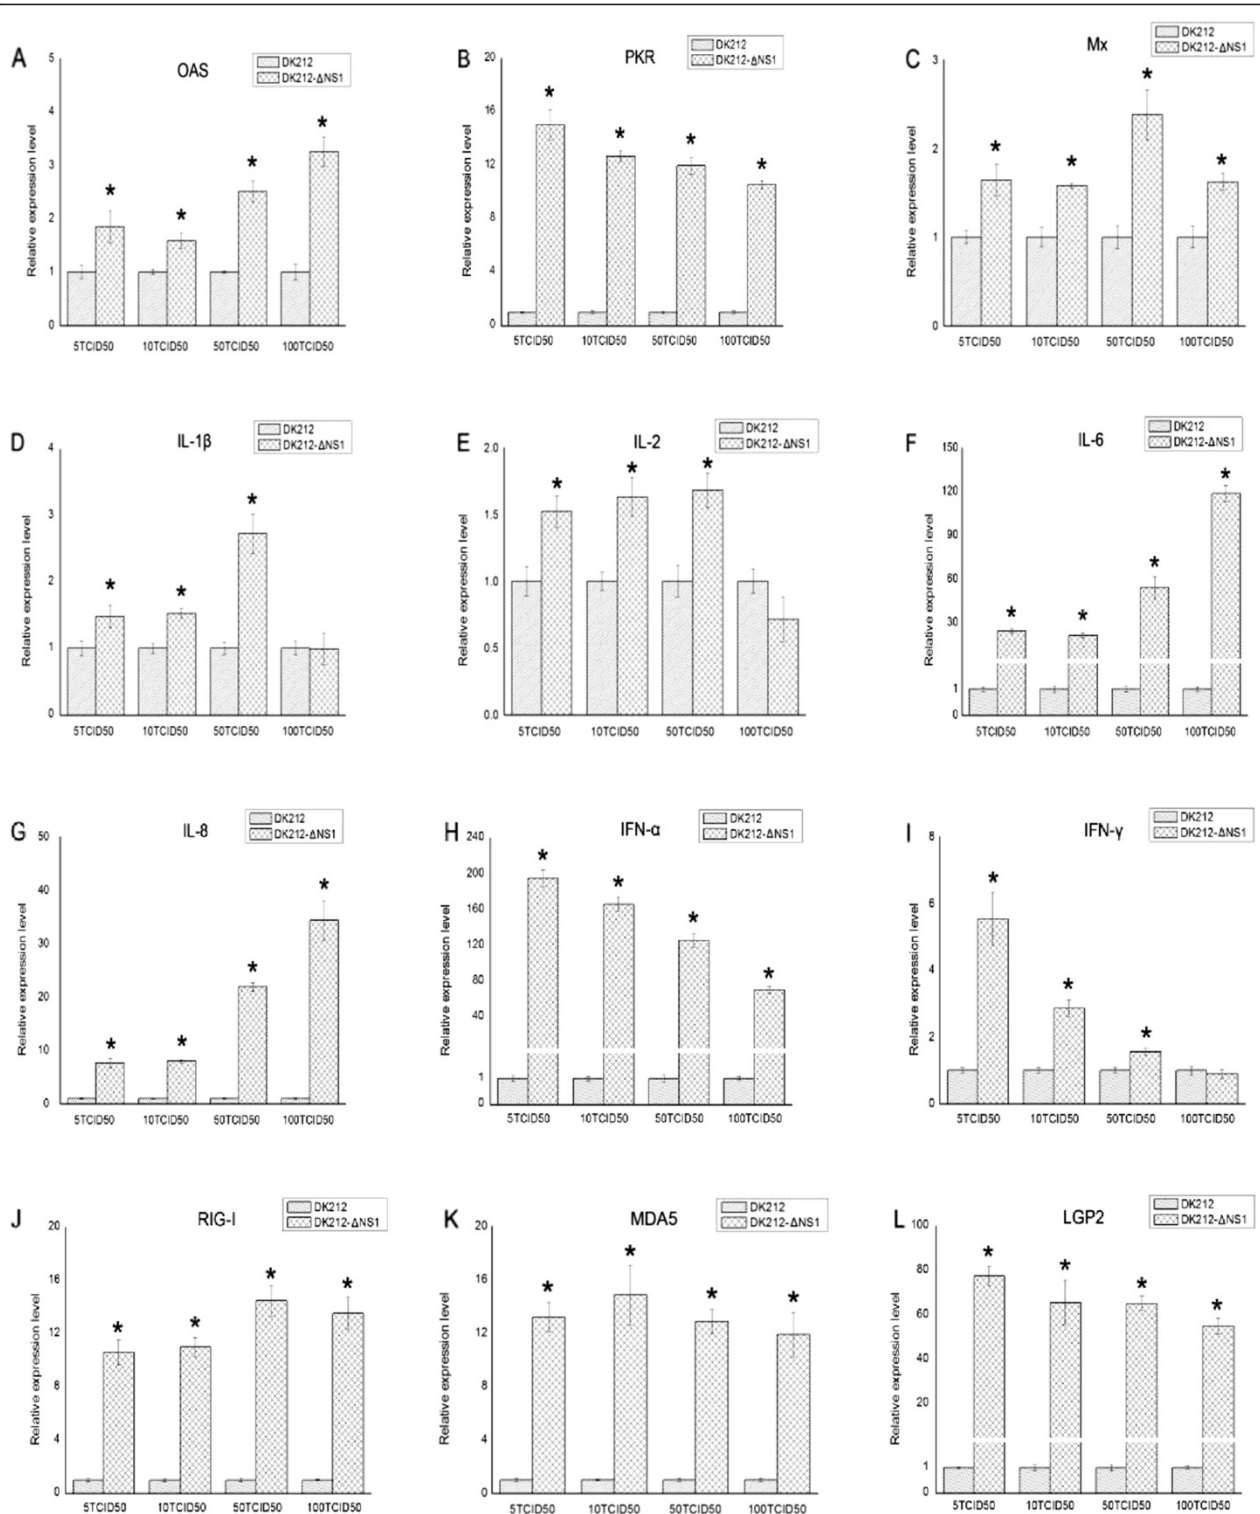 A
OAS
DK212
DK212-ΔNS1
Relative expression level
5
4
3
2
1
0
5TCID50 10TCID50 50TCID50 100TCID50
* * * *
B
PKR
DK212
DK212-ΔNS1
Relative expression level
20
16
12
8
4
0
5TCID50 10TCID50 50TCID50 100TCID50
* * * *
C
Mx
DK212
DK212-ΔNS1
Relative expression level
3
2
1
0
5TCID50 10TCID50 50TCID50 100TCID50
* * * *
D
IL-1β
DK212
DK212-ΔNS1
Relative expression level
4
3
2
1
0
5TCID50 10TCID50 50TCID50 100TCID50
* * *
E
IL-2
DK212
DK212-ΔNS1
Relative expression level
2.0
1.5
1.0
0.5
0.0
5TCID50 10TCID50 50TCID50 100TCID50
* * *
F
IL-6
DK212
DK212-ΔNS1
Relative expression level
150
120
90
60
30
1
0
5TCID50 10TCID50 50TCID50 100TCID50
* * * *
G
IL-8
DK212
DK212-ΔNS1
Relative expression level
50
40
30
20
10
0
5TCID50 10TCID50 50TCID50 100TCID50
* * * *
H
IFN-α
DK212
DK212-ΔNS1
Relative expression level
240
200
160
120
80
40
1
0
5TCID50 10TCID50 50TCID50 100TCID50
* * * *
I
IFN-γ
DK212
DK212-ΔNS1
Relative expression level
8
6
4
2
0
5TCID50 10TCID50 50TCID50 100TCID50
* * *
J
RIG-I
DK212
DK212-ΔNS1
Relative expression level
20
16
12
8
4
0
5TCID50 10TCID50 50TCID50 100TCID50
* * * *
K
MDA5
DK212
DK212-ΔNS1
Relative expression level
20
16
12
8
4
0
5TCID50 10TCID50 50TCID50 100TCID50
* * * *
L
LGP2
DK212
DK212-ΔNS1
Relative expression level
100
80
60
40
20
1
0
5TCID50 10TCID50 50TCID50 100TCID50
* * * *